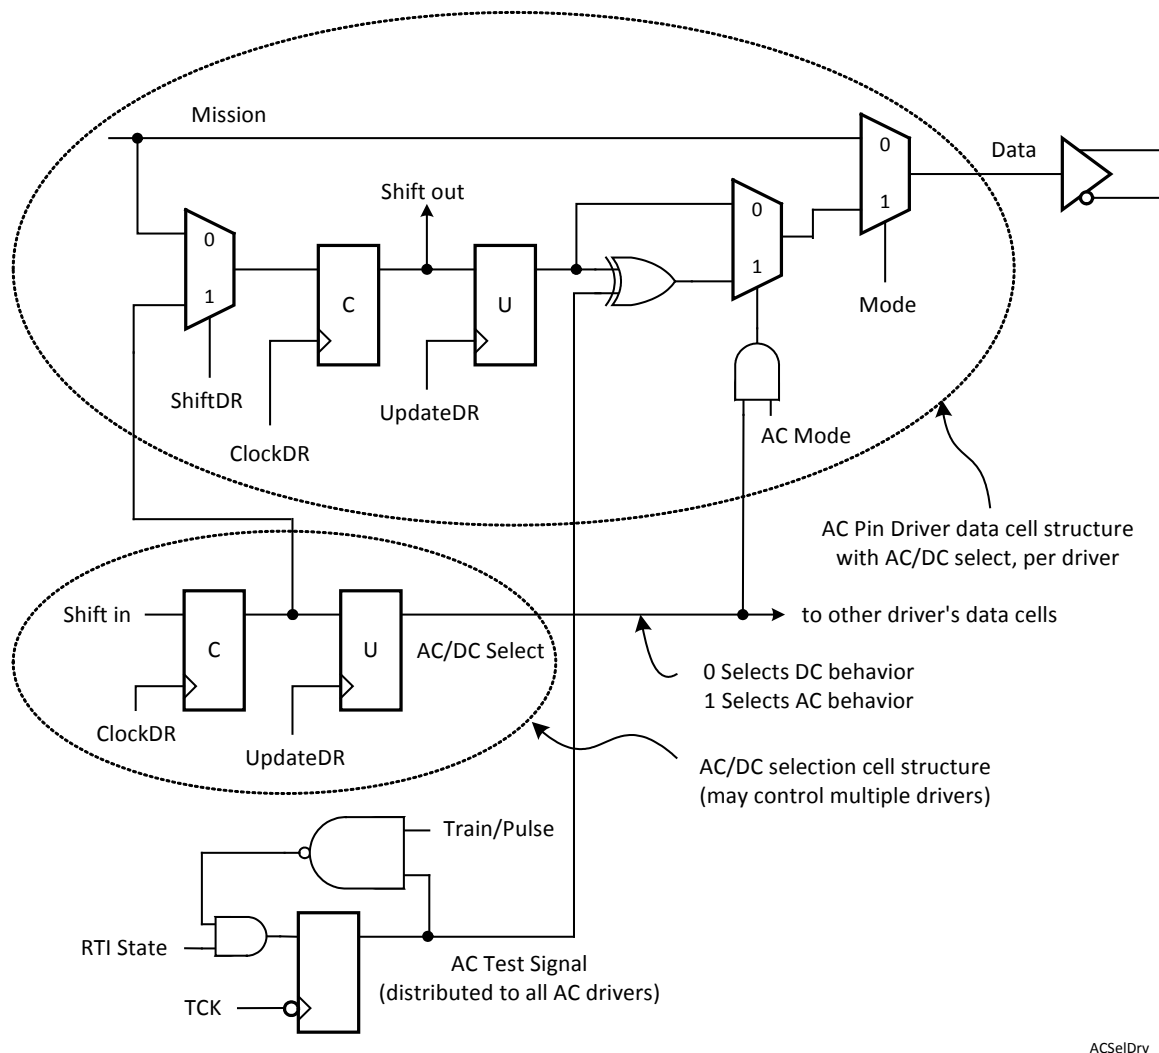 Mission
0
Data
Shift out
0
1
0
1
C
U
1
Mode
ShiftDR
UpdateDR
ClockDR
AC Mode
AC Pin Driver data cell structure
with AC/DC select, per driver
Shift in
to other driver's data cells
C
U
AC/DC Select
0 Selects DC behavior
1 Selects AC behavior
ClockDR
UpdateDR
AC/DC selection cell structure
(may control multiple drivers)
Train/Pulse
RTI State
AC Test Signal
(distributed to all AC drivers)
TCK
ACSelDrv